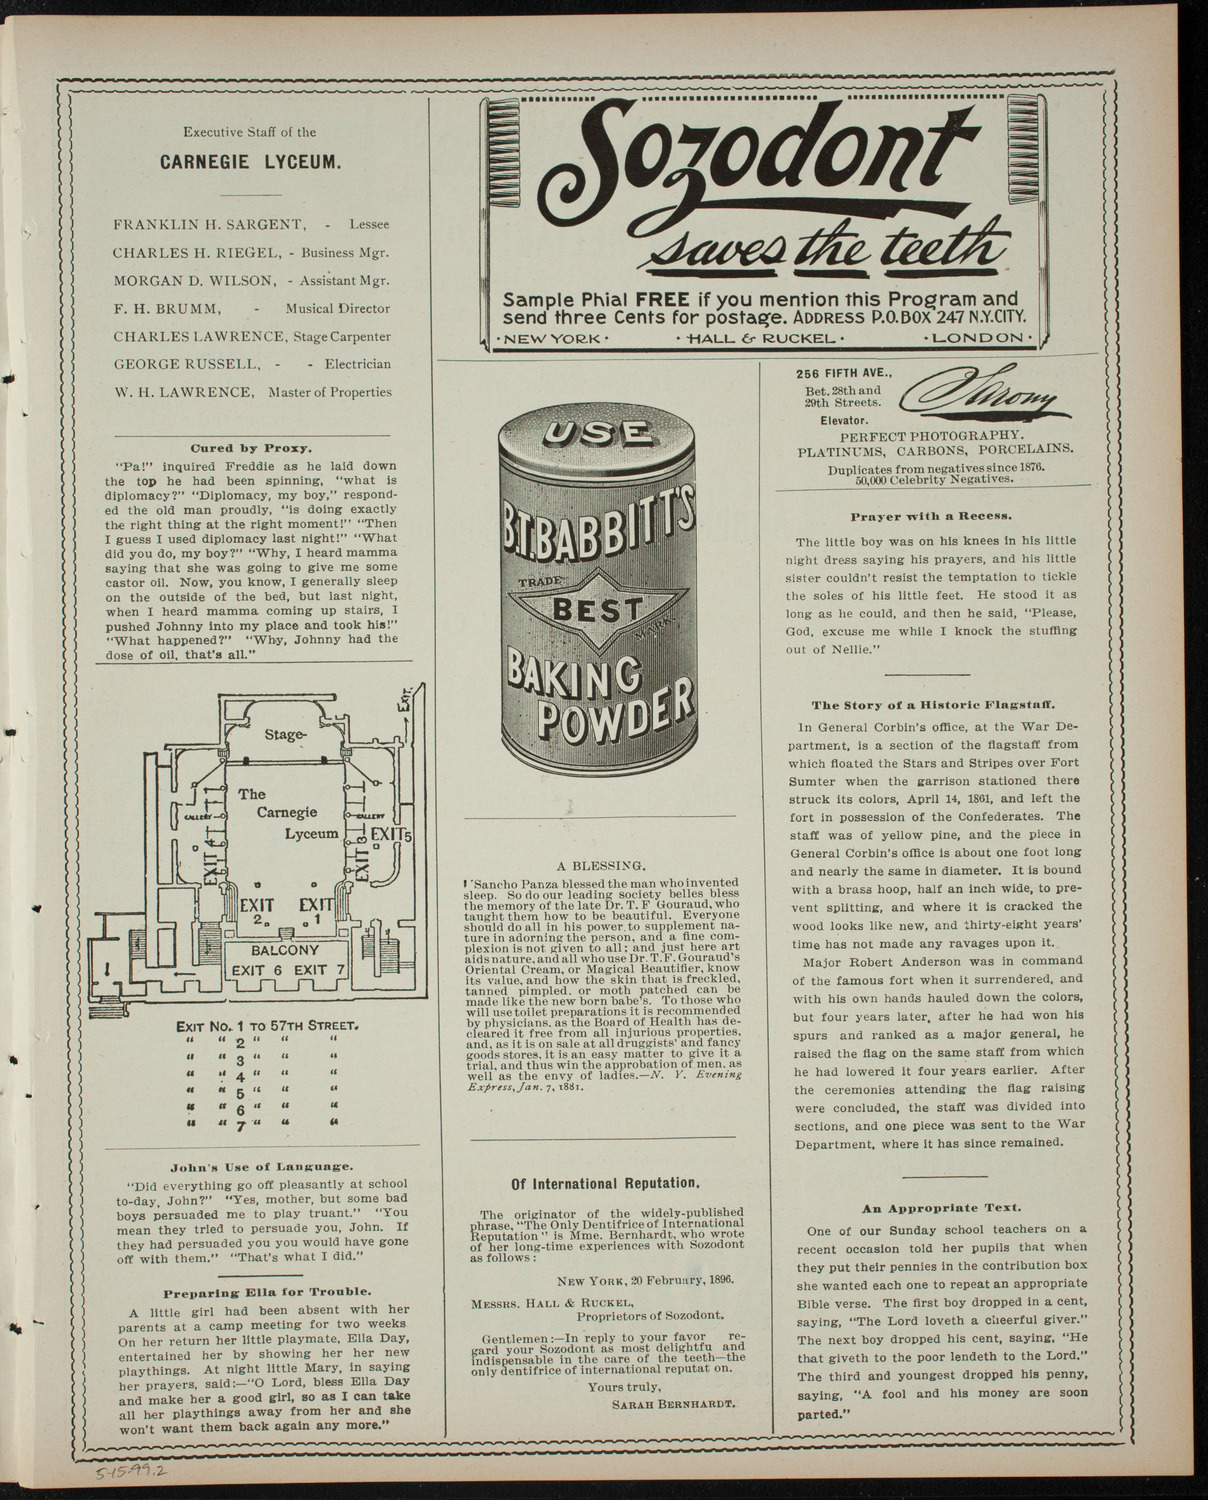 Executive Staff of the
CARNEGIE LYCEUM.
FRANKLIN H. SARGENT, - Lessee
CHARLES H. RIEGEL, - Business Mgr.
MORGAN D. WILSON, - Assistant Mgr.
F. H. BRUMM, - Musical Director
CHARLES LAWRENCE, Stage Carpenter
GEORGE RUSSELL, - - Electrician
W. H. LAWRENCE, Master of Properties
Cured by Proxy.
"Pa!" inquired Freddie as he laid down
the top he had been spinning, "what is
diplomacy?" "Diplomacy, my boy," respond-
ed the old man proudly, "is doing exactly
the right thing at the right moment!" "Then
I guess I used diplomacy last night!" "What
did you do, my boy?" "Why, I heard mamma
saying that she was going to give me some
castor oil. Now, you know, I generally sleep
on the outside of the bed, but last night,
when I heard mamma coming up stairs, I
pushed Johnny into my place and took his!"
"What happened?" "Why, Johnny had the
dose of oil, that's all."
EXIT.
Stage
The
Carnegie
Lyceum
GALLERY
GALLERY
EXIT 4
EXIT 3
EXIT 5
EXIT 2.
EXIT 1
BALCONY
EXIT 6 EXIT 7
EXIT NO. 1 TO 57TH STREET.
" " 2 " " "
" " 3 " " "
" " 4 " " "
" " 5 " " "
" " 6 " " "
" " 7 " " "
John's Use of Language.
"Did everything go off pleasantly at school
to-day, John?" "Yes, mother, but some bad
boys persuaded me to play truant." "You
mean they tried to persuade you, John. If
they had persuaded you you would have gone
off with them." "That's what I did."
Preparing Ella for Trouble.
A little girl had been absent with her
parents at a camp meeting for two weeks
On her return her little playmate, Ella Day,
entertained her by showing her her new
playthings. At night little Mary, in saying
her prayers, said:—"O Lord, bless Ella Day
and make her a good girl, so as I can take
all her playthings away from her and she
won't want them back again any more."
Sozodont
saves the teeth
Sample Phial FREE if you mention this Program and
send three Cents for postage. ADDRESS P.O. BOX 247 N.Y.CITY.
· NEW YORK · · HALL & RUCKEL · · LONDON ·
USE
B.T. BABBITT'S
TRADE
BEST
MARK
BAKING
POWDER
A BLESSING.
"Sancho Panza blessed the man who invented
sleep. So do our leading society belles bless
the memory of the late Dr. T. F Gouraud, who
taught them how to be beautiful. Everyone
should do all in his power to supplement na-
ture in adorning the person, and a fine com-
plexion is not given to all; and just here art
aids nature, and all who use Dr. T. F. Gouraud's
Oriental Cream, or Magical Beautifier, know
its value, and how the skin that is freckled,
tanned pimpled, or moth patched can be
made like the new born babe's. To those who
will use toilet preparations it is recommended
by physicians, as the Board of Health has de-
cleared it free from all injurious properties,
and, as it is on sale at all druggists' and fancy
goods stores, it is an easy matter to give it a
trial, and thus win the approbation of men, as
well as the envy of ladies.—N. Y. Evening
Express, Jan. 7, 1881.
Of International Reputation.
The originator of the widely-published
phrase, "The Only Dentifrice of International
Reputation" is Mme. Bernhardt, who wrote
of her long-time experiences with Sozodont
as follows:
NEW YORK, 20 February, 1896.
MESSRS. HALL & RUCKEL,
Proprietors of Sozodont.
Gentlemen:—In reply to your favor re-
gard your Sozodont as most delightfu and
indispensable in the care of the teeth—the
only dentifrice of international reputat on.
Yours truly,
SARAH BERNHARDT.
256 FIFTH AVE.,
Bet. 28th and
29th Streets.
Elevator.
Sarony
PERFECT PHOTOGRAPHY.
PLATINUMS, CARBONS, PORCELAINS.
Duplicates from negatives since 1876.
50,000 Celebrity Negatives.
Prayer with a Recess.
The little boy was on his knees in his little
night dress saying his prayers, and his little
sister couldn't resist the temptation to tickle
the soles of his little feet. He stood it as
long as he could, and then he said, "Please,
God, excuse me while I knock the stuffing
out of Nellie."
The Story of a Historic Flagstaff.
In General Corbin's office, at the War De-
partment, is a section of the flagstaff from
which floated the Stars and Stripes over Fort
Sumter when the garrison stationed there
struck its colors, April 14, 1861, and left the
fort in possession of the Confederates. The
staff was of yellow pine, and the piece in
General Corbin's office is about one foot long
and nearly the same in diameter. It is bound
with a brass hoop, half an inch wide, to pre-
vent splitting, and where it is cracked the
wood looks like new, and thirty-eight years'
time has not made any ravages upon it.
Major Robert Anderson was in command
of the famous fort when it surrendered, and
with his own hands hauled down the colors,
but four years later, after he had won his
spurs and ranked as a major general, he
raised the flag on the same staff from which
he had lowered it four years earlier. After
the ceremonies attending the flag raising
were concluded, the staff was divided into
sections, and one piece was sent to the War
Department, where it has since remained.
An Appropriate Text.
One of our Sunday school teachers on a
recent occasion told her pupils that when
they put their pennies in the contribution box
she wanted each one to repeat an appropriate
Bible verse. The first boy dropped in a cent,
saying, "The Lord loveth a cheerful giver."
The next boy dropped his cent, saying, "He
that giveth to the poor lendeth to the Lord."
The third and youngest dropped his penny,
saying, "A fool and his money are soon
parted."
5-15-99.2